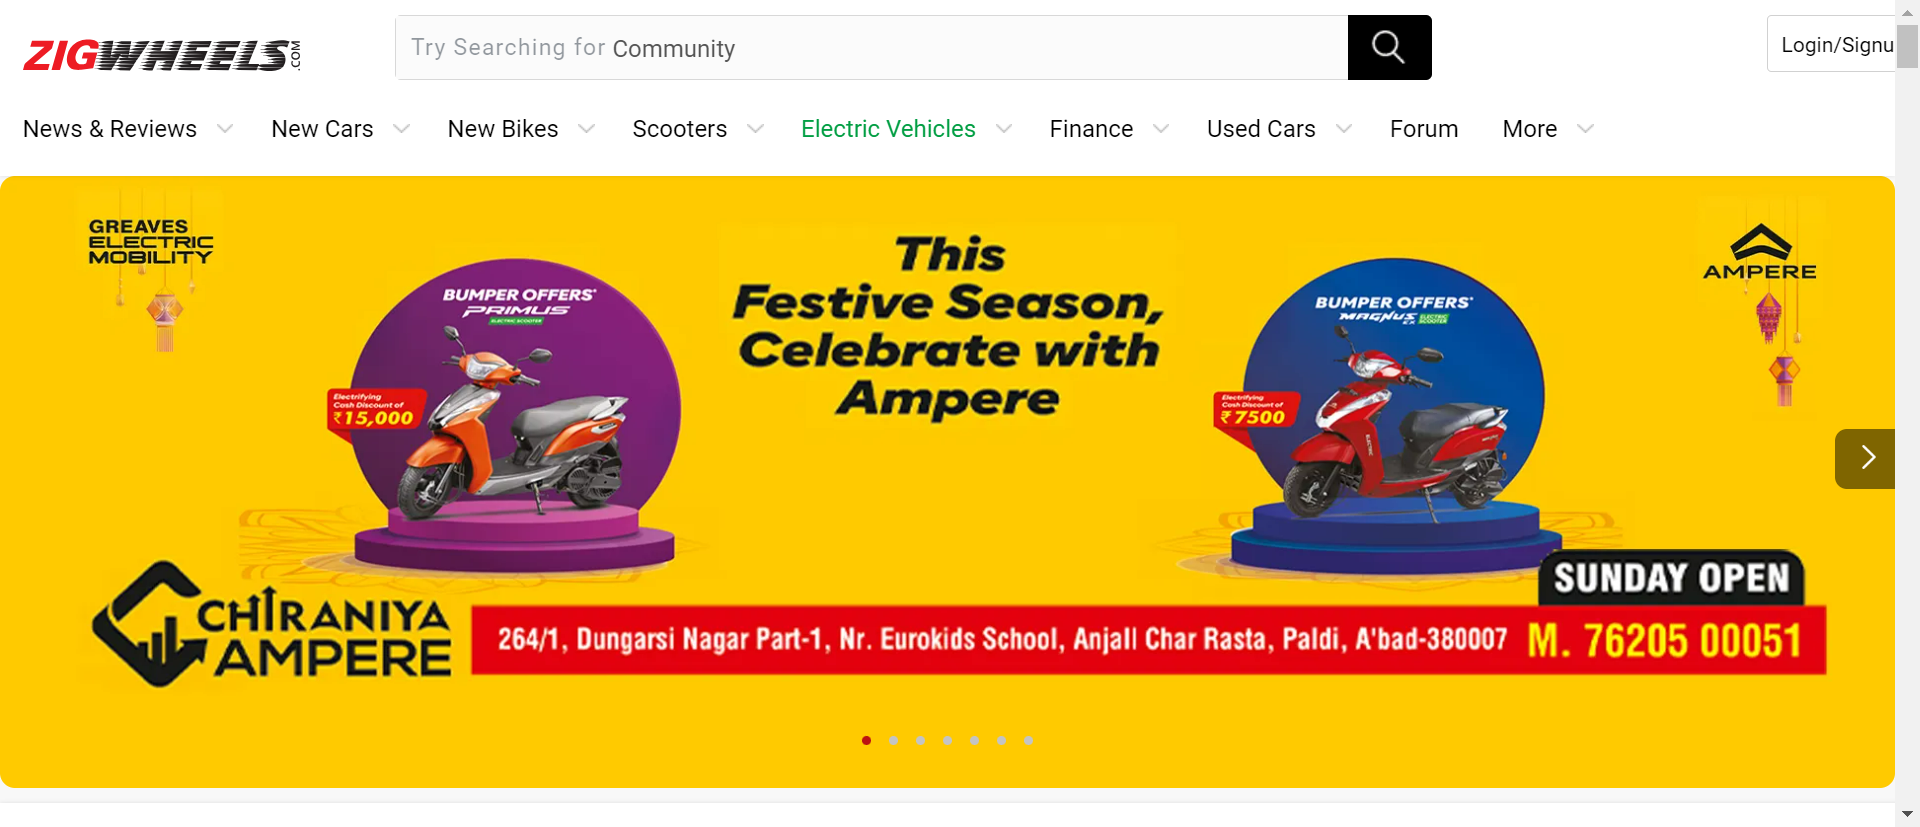 ZIGWHEELS.COM
Try Searching for Community
Login/Signu
News & Reviews
New Cars
New Bikes
Scooters
Electric Vehicles
Finance
Used Cars
Forum
More
GREAVES
ELECTRIC
MOBILITY
BUMPER OFFERS*
PRIMUS
ELECTRIC SCOOTER
Electrifying
Cash Discount of
₹15,000
This
Festive Season,
Celebrate with
Ampere
BUMPER OFFERS*
MAGNUS EX ELECTRIC SCOOTER
Electrifying
Cash Discount of
₹7500
ELECTRIC
AMPERE
CHIRANIYA
AMPERE
SUNDAY OPEN
264/1, Dungarsi Nagar Part-1, Nr. Eurokids School, Anjall Char Rasta, Paldi, A'bad-380007 M. 76205 00051